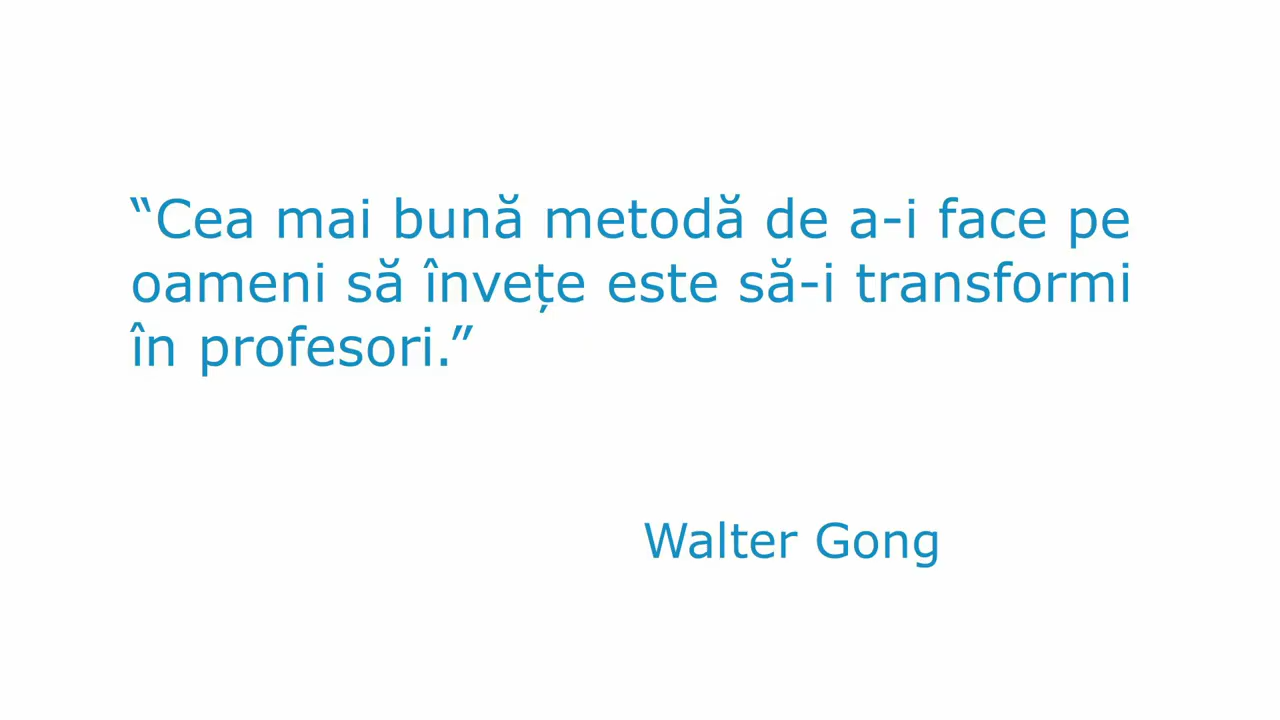 “Cea mai bună metodă de a-i face pe
oameni să învețe este să-i transformi
în profesori.”
Walter Gong